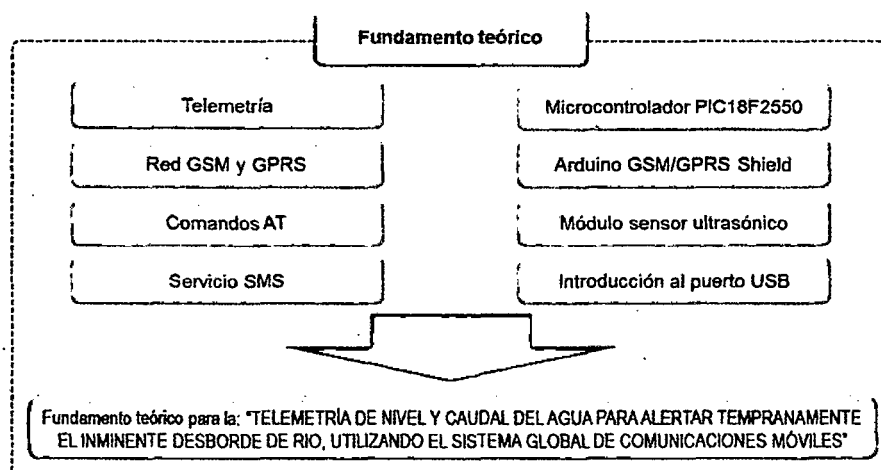 Fundamento teórico
Telemetría
Red GSM y GPRS
Comandos AT
Servicio SMS
Microcontrolador PIC18F2550
Arduino GSM/GPRS Shield
Módulo sensor ultrasónico
Introducción al puerto USB
Fundamento teórico para la: "TELEMETRÍA DE NIVEL Y CAUDAL DEL AGUA PARA ALERTAR TEMPRANAMENTE
EL INMINENTE DESBORDE DE RIO, UTILIZANDO EL SISTEMA GLOBAL DE COMUNICACIONES MÓVILES"